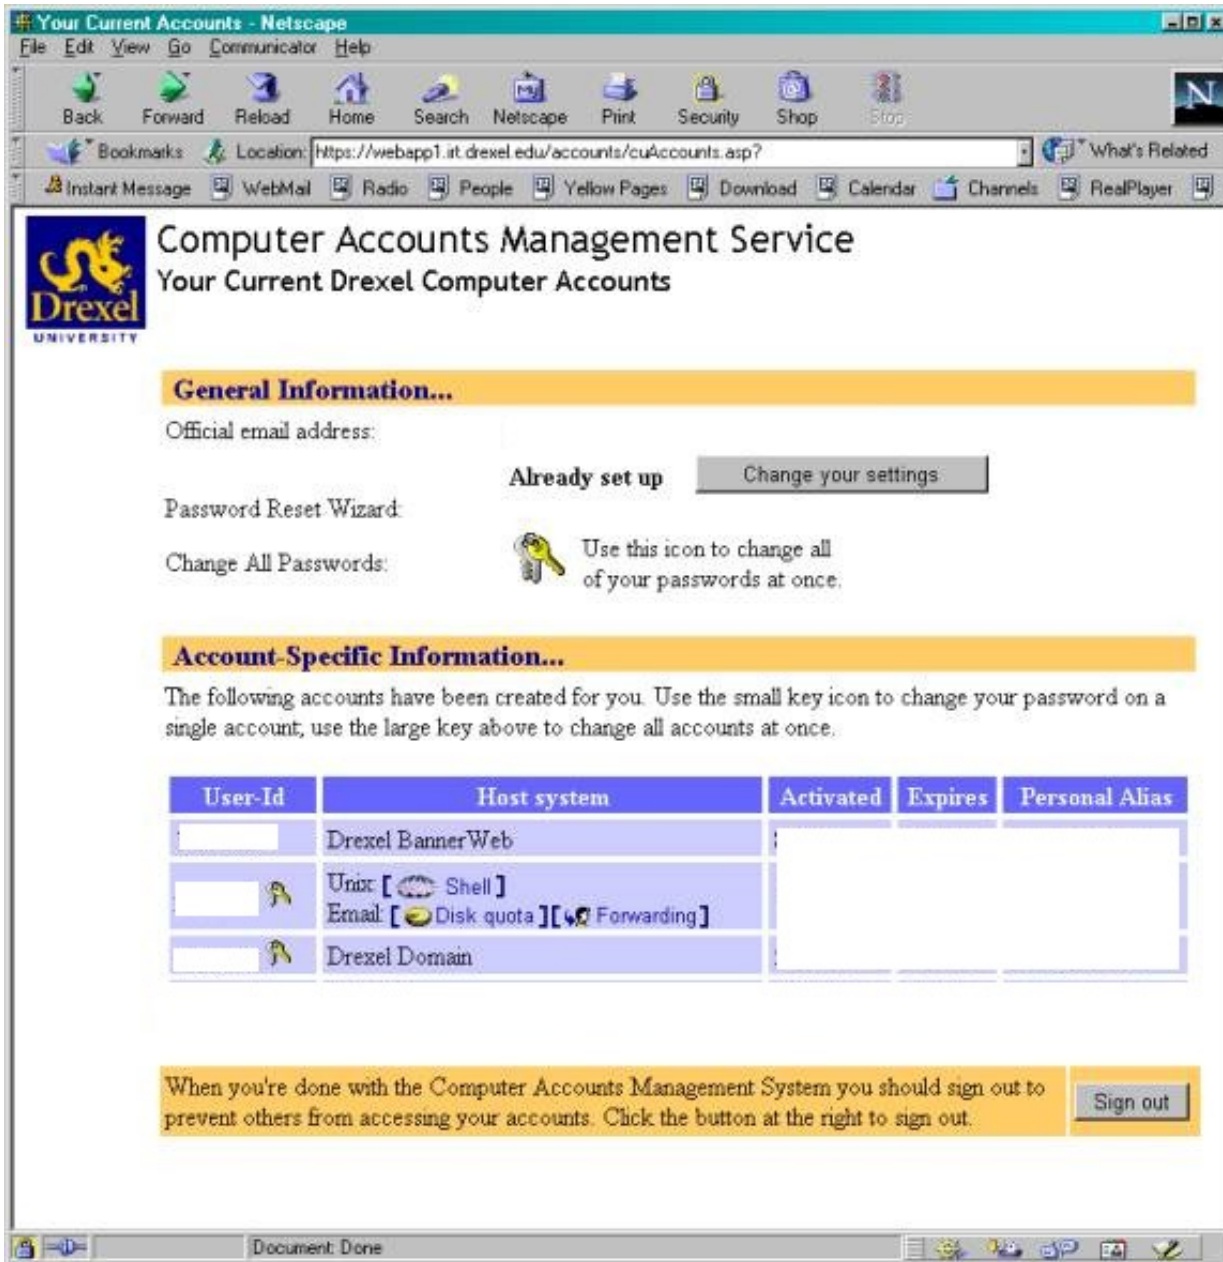 Your Current Accounts - Netscape
File Edit View Go Communicator Help
Back Forward Reload Home Search Netscape Print Security Shop Stop
Bookmarks Location: https://webapp1.irt.drexel.edu/accounts/cuAccounts.asp? What's Related
Instant Message WebMail Radio People Yellow Pages Download Calendar Channels RealPlayer
Computer Accounts Management Service
Your Current Drexel Computer Accounts
Drexel
UNIVERSITY
General Information...
Official email address:
Already set up Change your settings
Password Reset Wizard:
Change All Passwords: Use this icon to change all
of your passwords at once.
Account-Specific Information...
The following accounts have been created for you. Use the small key icon to change your password on a
single account, use the large key above to change all accounts at once.
User-Id Host system Activated Expires Personal Alias
Drexel BannerWeb
Unix: [ Shell ]
Email: [ Disk quota ][ Forwarding ]
Drexel Domain
When you're done with the Computer Accounts Management System you should sign out to
prevent others from accessing your accounts. Click the button at the right to sign out.
Sign out
Document: Done